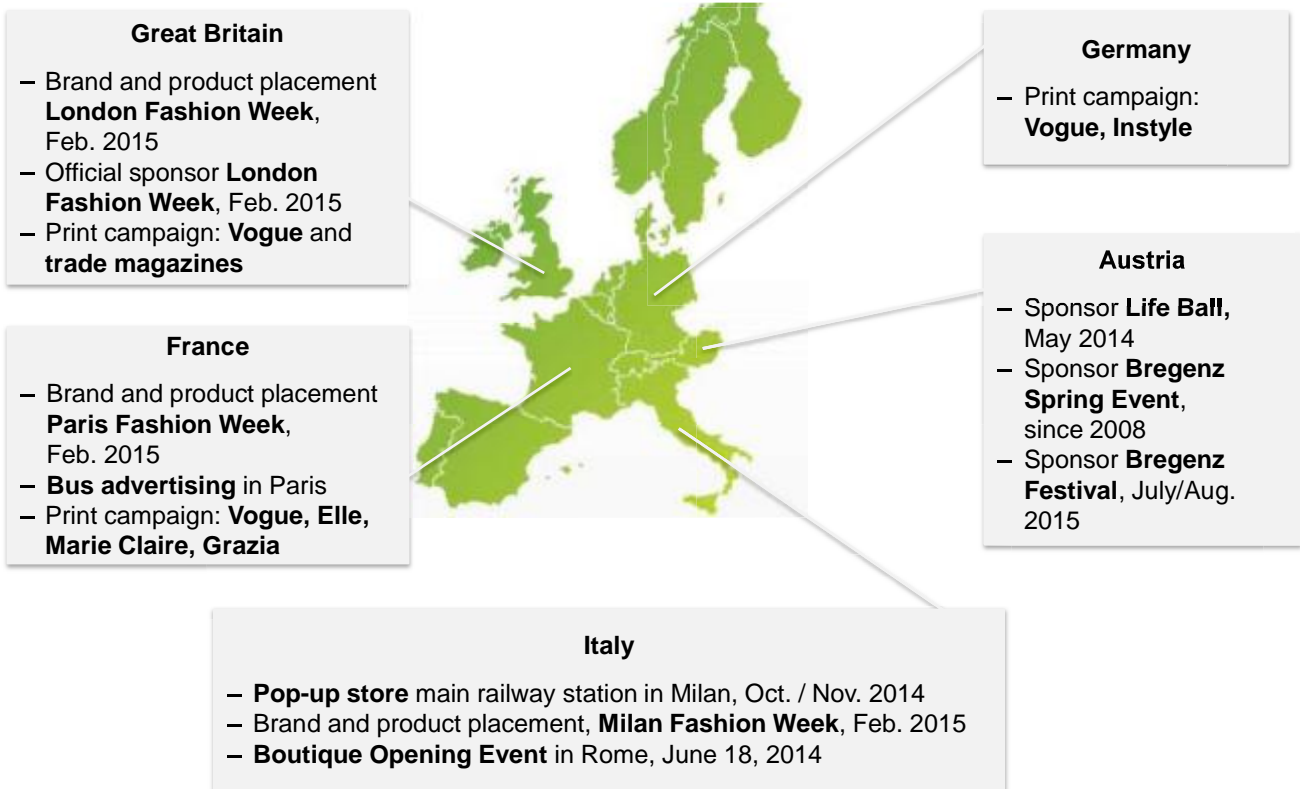 Great Britain
– Brand and product placement
London Fashion Week,
Feb. 2015
– Official sponsor London
Fashion Week, Feb. 2015
– Print campaign: Vogue and
trade magazines
France
– Brand and product placement
Paris Fashion Week,
Feb. 2015
– Bus advertising in Paris
– Print campaign: Vogue, Elle,
Marie Claire, Grazia
Germany
– Print campaign:
Vogue, Instyle
Austria
– Sponsor Life Ball,
May 2014
– Sponsor Bregenz
Spring Event,
since 2008
– Sponsor Bregenz
Festival, July/Aug.
2015
Italy
– Pop-up store main railway station in Milan, Oct. / Nov. 2014
– Brand and product placement, Milan Fashion Week, Feb. 2015
– Boutique Opening Event in Rome, June 18, 2014